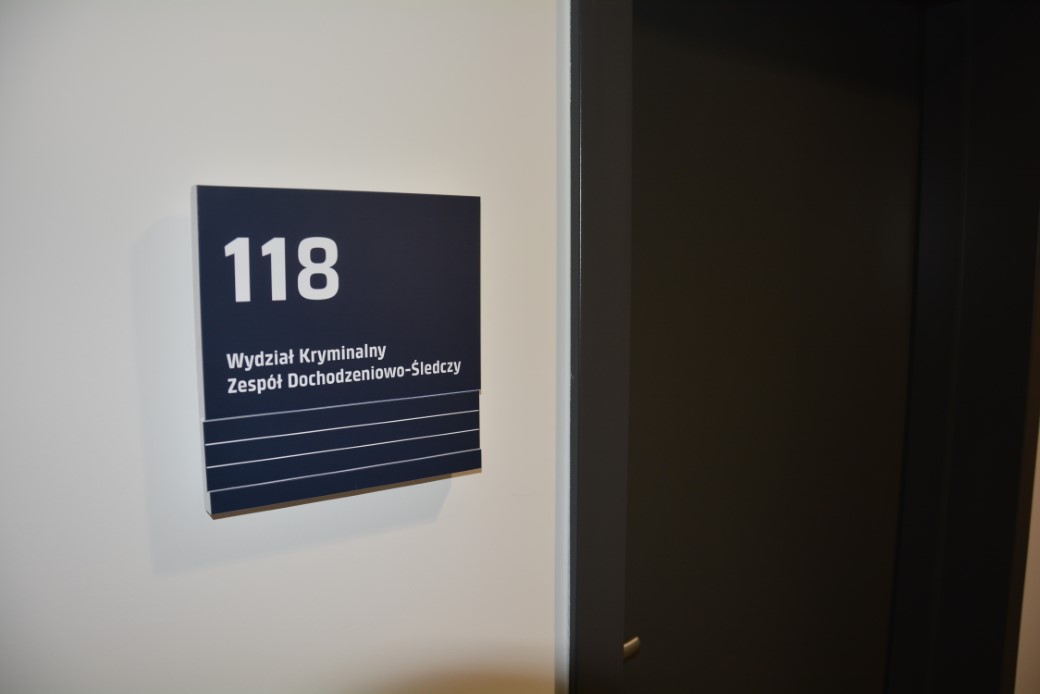 118
Wydział Kryminalny
Zespół Dochodzeniowo-Śledczy